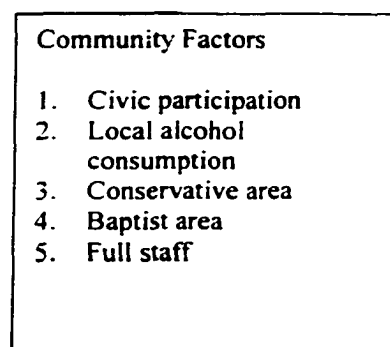 Community Factors
1. Civic participation
2. Local alcohol
consumption
3. Conservative area
4. Baptist area
5. Full staff